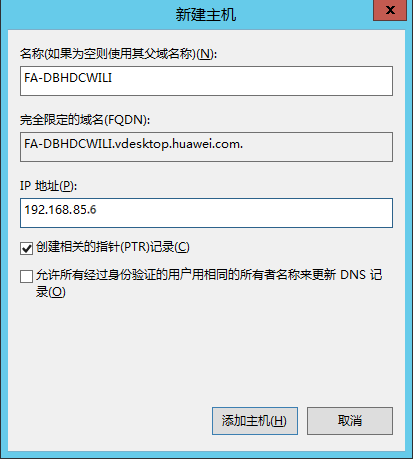 新建主机
x
名称(如果为空则使用其父域名称)(N):
FA-DBHDCWILI
完全限定的域名(FQDN):
FA-DBHDCWILI.vdesktop.huawei.com.
IP 地址(P):
192.168.85.6
创建相关的指针(PTR)记录(C)
允许所有经过身份验证的用户用相同的所有者名称来更新 DNS 记
录(O)
添加主机(H)
取消